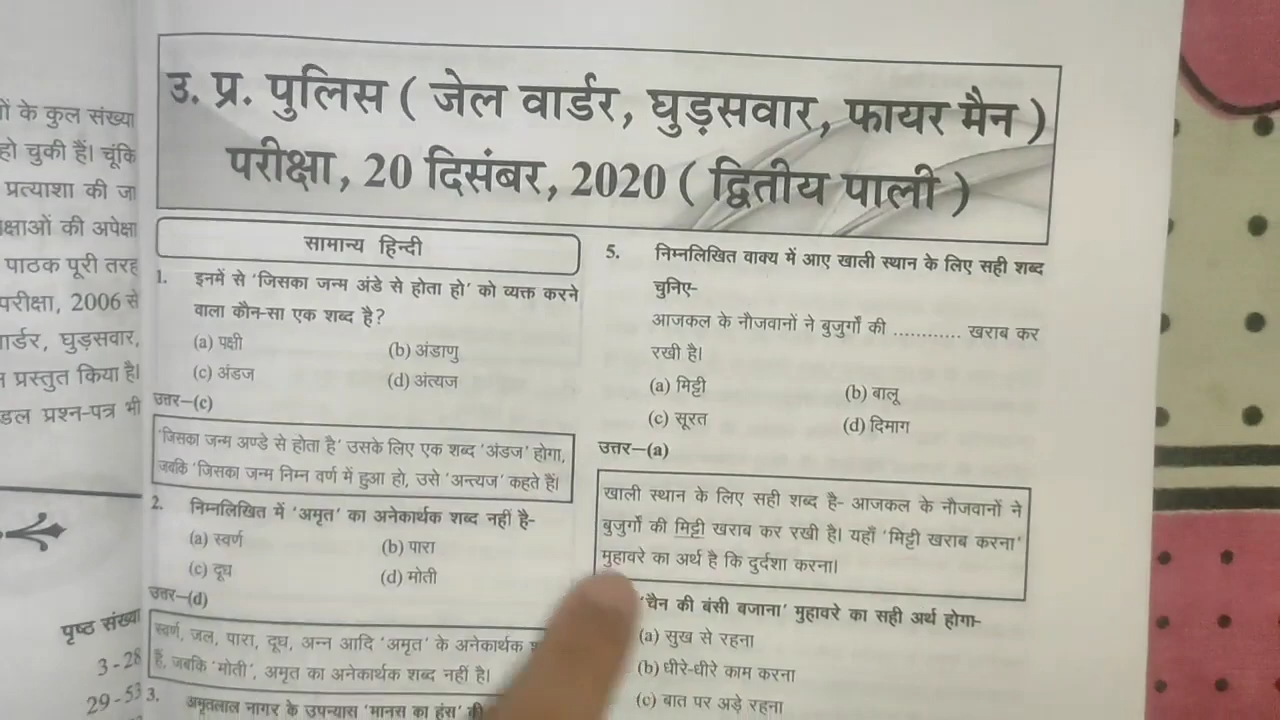 उ. प्र. पुलिस ( जेल वार्डर, घुड़सवार, फायर मैन )
परीक्षा, 20 दिसंबर, 2020 ( द्वितीय पाली )
के कुल संख्या
हो चुकी हैं। चूंकि
प्रत्याशा की जा
की अपेक्षा
पाठक पूरी तरह
परीक्षा, 2006 से
घुड़सवार,
प्रस्तुत किया है।
प्रश्न-पत्र भी
पृष्ठ संख्या
3-28
29-53
सामान्य हिन्दी
1. इनमें से 'जिसका जन्म अंडे से होता हो' को व्यक्त करने
वाला कौन-सा एक शब्द है?
(a) पक्षी (b) अंडाणु
(c) अंडज (d) अंत्यज
उत्तर–(c)
'जिसका जन्म अण्डे से होता है' उसके लिए एक शब्द 'अंडज' होगा,
जबकि 'जिसका जन्म निम्न वर्ण में हुआ हो, उसे 'अन्त्यज' कहते हैं।
2. निम्नलिखित में 'अमृत' का अनेकार्थक शब्द नहीं है-
(a) स्वर्ण (b) पारा
(c) दूध (d) मोती
उत्तर–(d)
स्वर्ण, जल, पारा, दूध, अन्न आदि 'अमृत' के अनेकार्थक
हैं, जबकि 'मोती', अमृत का अनेकार्थक शब्द नहीं है।
3. अमृतलाल नागर के उपन्यास 'मानस का हंस' की
5. निम्नलिखित वाक्य में आए खाली स्थान के लिए सही शब्द
चुनिए-
आजकल के नौजवानों ने बुजुर्गों की ............ खराब कर
रखी है।
(a) मिट्टी (b) बालू
(c) सूरत (d) दिमाग
उत्तर–(a)
खाली स्थान के लिए सही शब्द है- आजकल के नौजवानों ने
बुजुर्गों की मिट्टी खराब कर रखी है। यहाँ 'मिट्टी खराब करना'
मुहावरे का अर्थ है कि दुर्दशा करना।
'चैन की बंसी बजाना' मुहावरे का सही अर्थ होगा-
(a) सुख से रहना
(b) धीरे-धीरे काम करना
(c) बात पर अड़े रहना